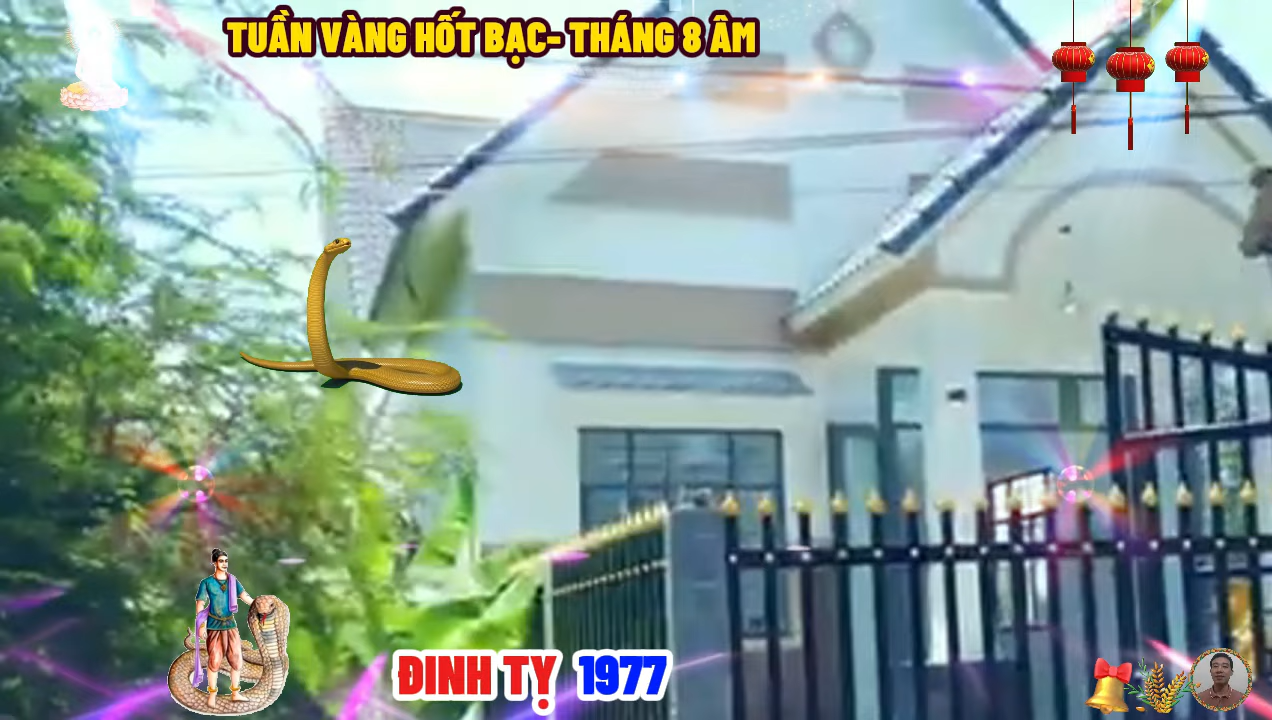 TUẦN VÀNG HỐT BẠC- THÁNG 8 ÂM
ĐINH TỴ 1977